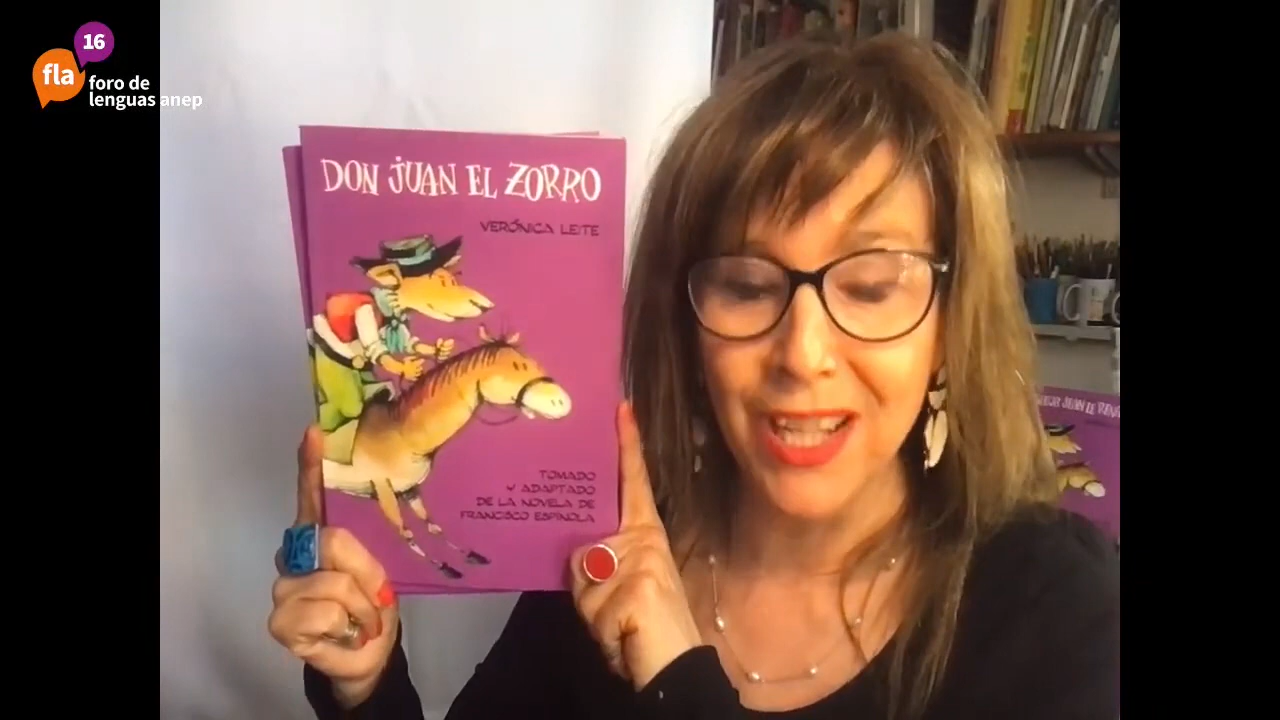 16
fla
foro de
lenguas anep
DON JUAN EL ZORRO
VERÓNICA LEITE
TOMADO
Y ADAPTADO
DE LA NOVELA DE
FRANCISCO ESPÍNOLA